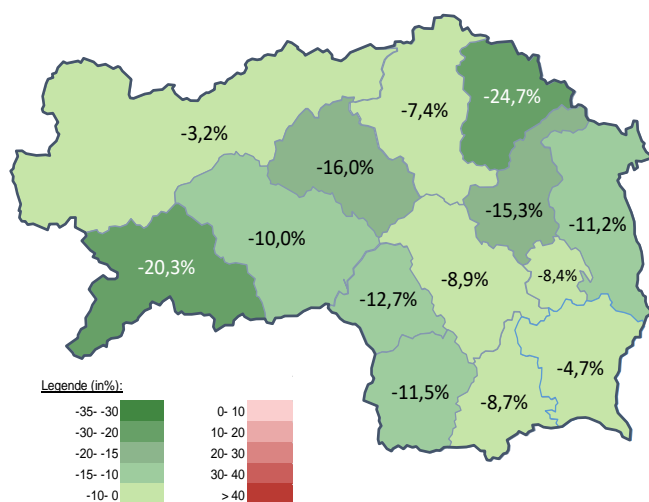 -24,7%
-7,4%
-3,2%
-16,0%
-15,3%
-11,2%
-10,0%
-20,3%
-8,9%
-8,4%
-12,7%
-4,7%
-11,5%
-8,7%
Legende (in%):
-35- -30 0- 10
-30- -20 10- 20
-20- -15 20- 30
-15- -10 30- 40
-10- 0 > 40